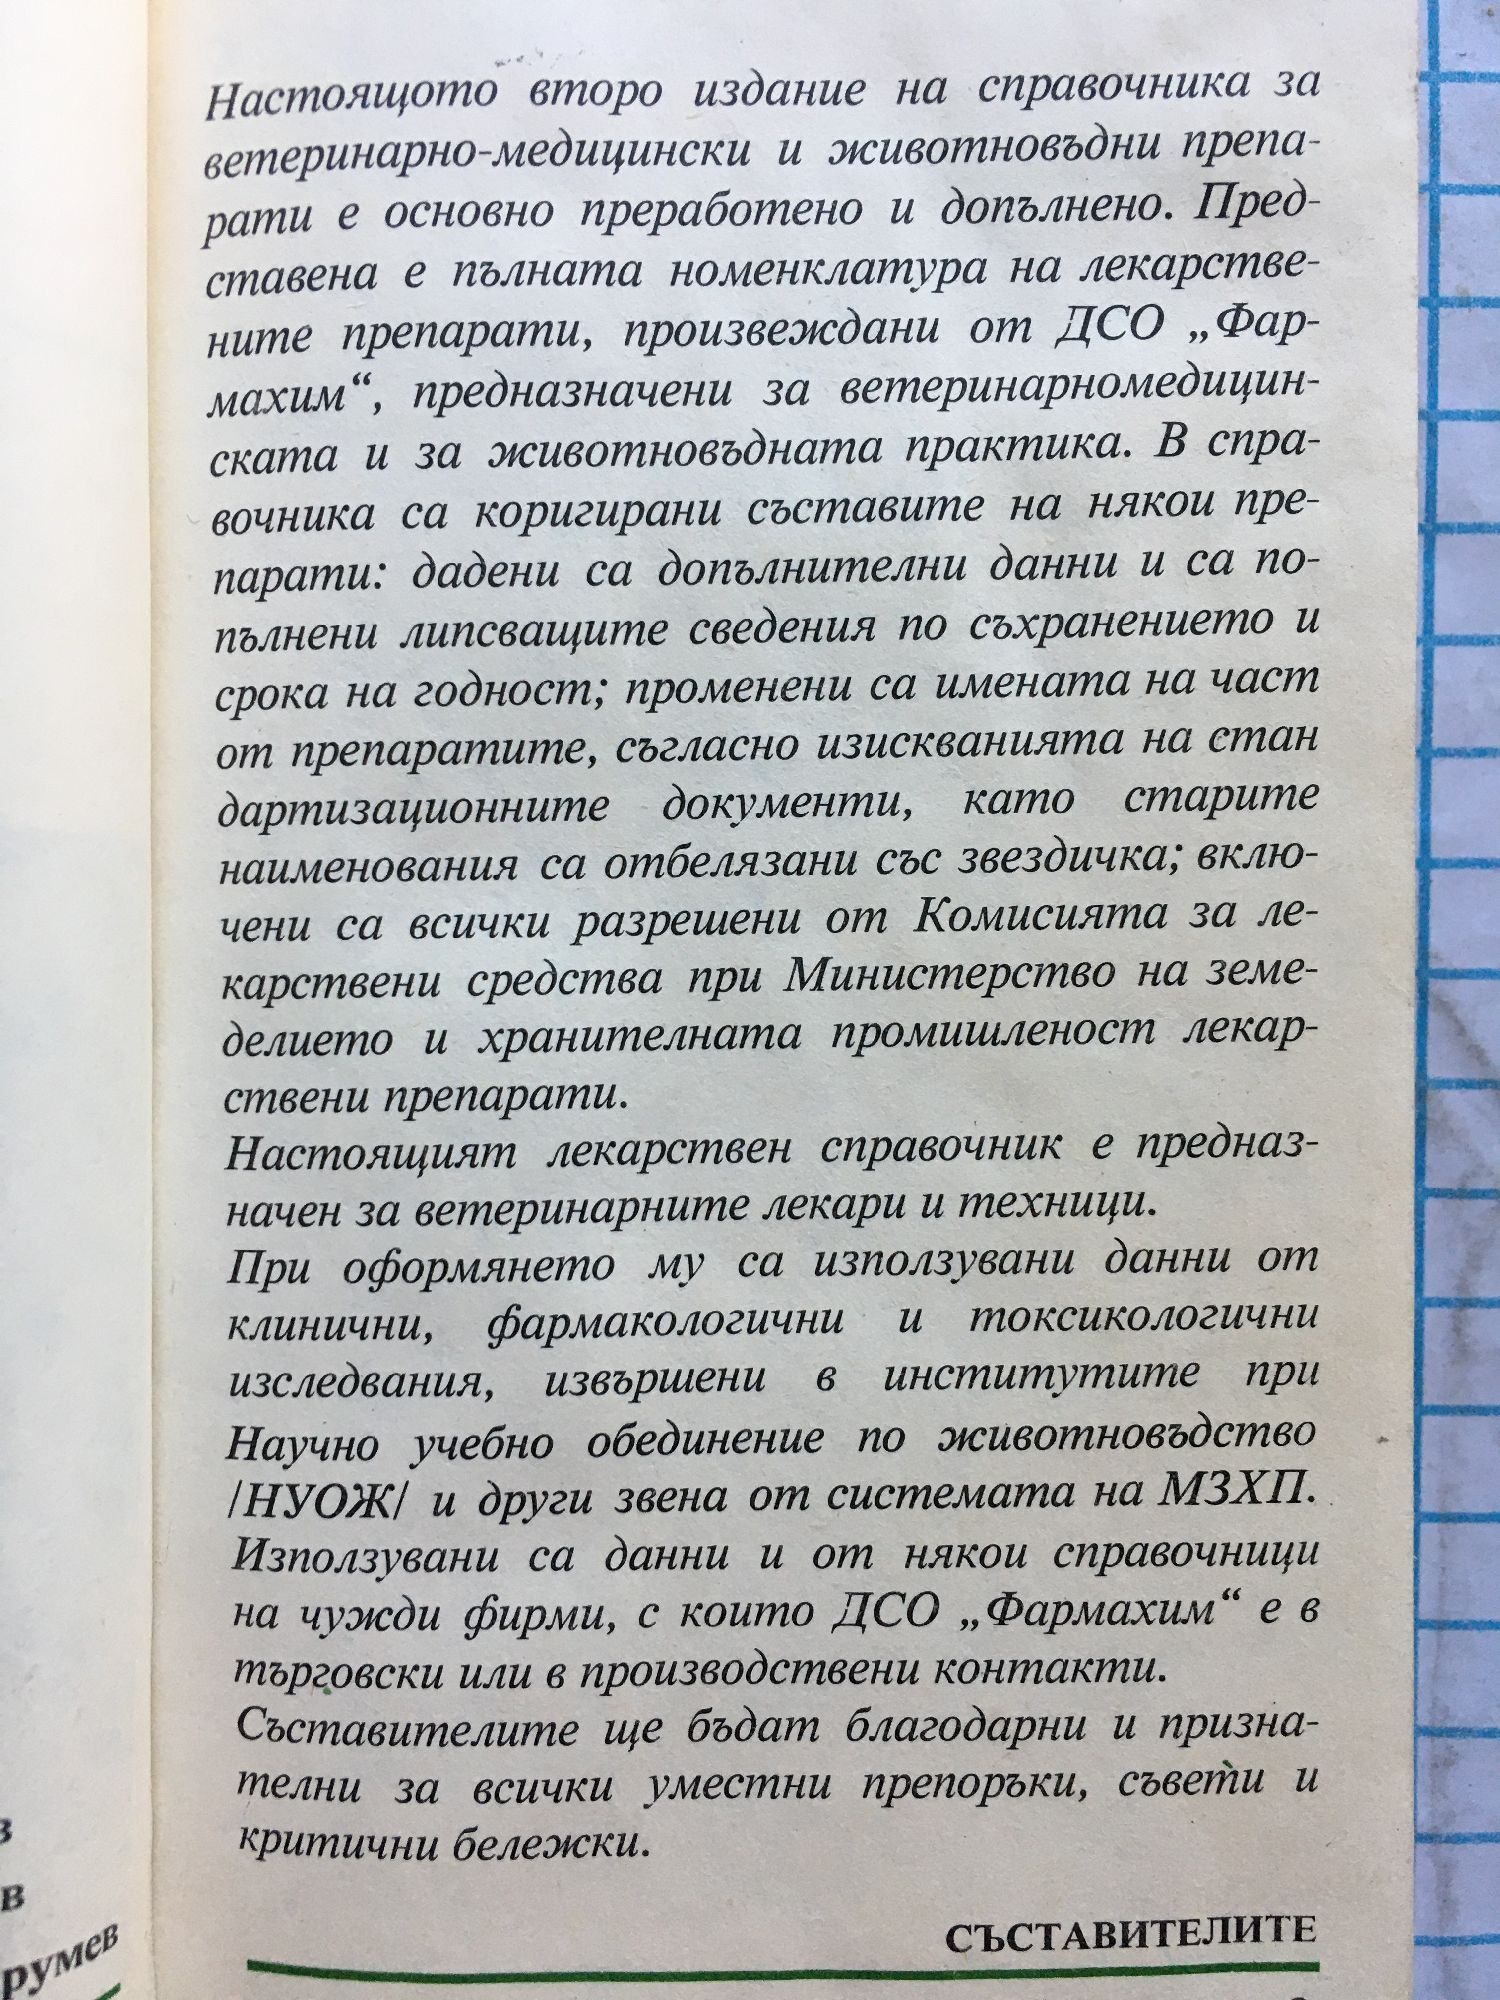 Настоящото второ издание на справочника за
ветеринарно-медицински и животновъдни препа-
рати е основно преработено и допълнено. Пред-
ставена е пълната номенклатура на лекарстве-
ните препарати, произвеждани от ДСО „Фар-
махим“, предназначени за ветеринарномедицин-
ската и за животновъдната практика. В спра-
вочника са коригирани съставите на някои пре-
парати: дадени са допълнителни данни и са по-
пълнени липсващите сведения по съхранението и
срока на годност; променени са имената на част
от препаратите, съгласно изискванията на стан
дартизационните документи, като старите
наименования са отбелязани със звездичка; вклю-
чени са всички разрешени от Комисията за ле-
карствени средства при Министерство на земе-
делието и хранителната промишленост лекар-
ствени препарати.
Настоящият лекарствен справочник е предназ-
начен за ветеринарните лекари и техници.
При оформянето му са използувани данни от
клинични, фармакологични и токсикологични
изследвания, извършени в институтите при
Научно учебно обединение по животновъдство
/НУОЖ/ и други звена от системата на МЗХП.
Използувани са данни и от някои справочници
на чужди фирми, с които ДСО „Фармахим“ е в
търговски или в производствени контакти.
Съставителите ще бъдат благодарни и призна-
телни за всички уместни препоръки, съвети и
критични бележки.
СЪСТАВИТЕЛИТЕ
в
в
румев